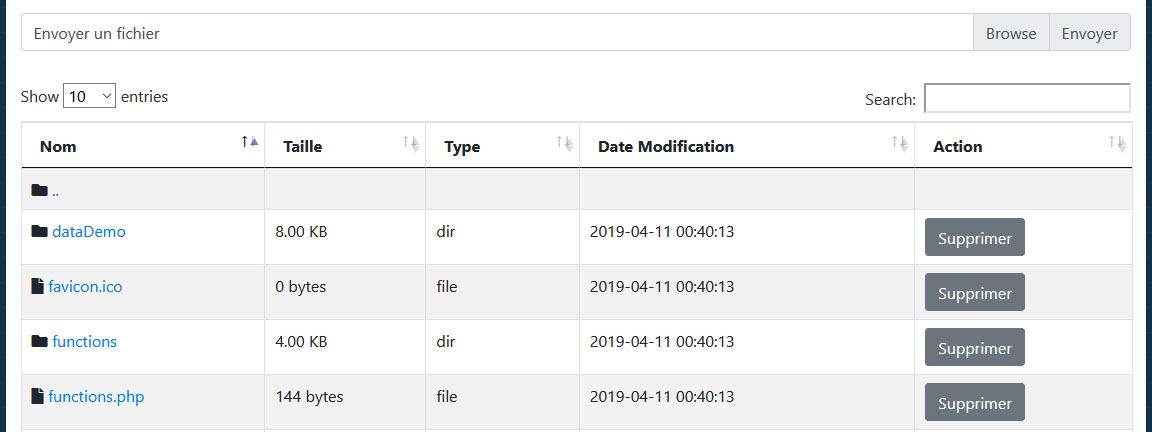 Envoyer un fichier Browse Envoyer
Show 10 entries Search:
Nom Taille Type Date Modification Action
..
dataDemo 8.00 KB dir 2019-04-11 00:40:13 Supprimer
favicon.ico 0 bytes file 2019-04-11 00:40:13 Supprimer
functions 4.00 KB dir 2019-04-11 00:40:13 Supprimer
functions.php 144 bytes file 2019-04-11 00:40:13 Supprimer